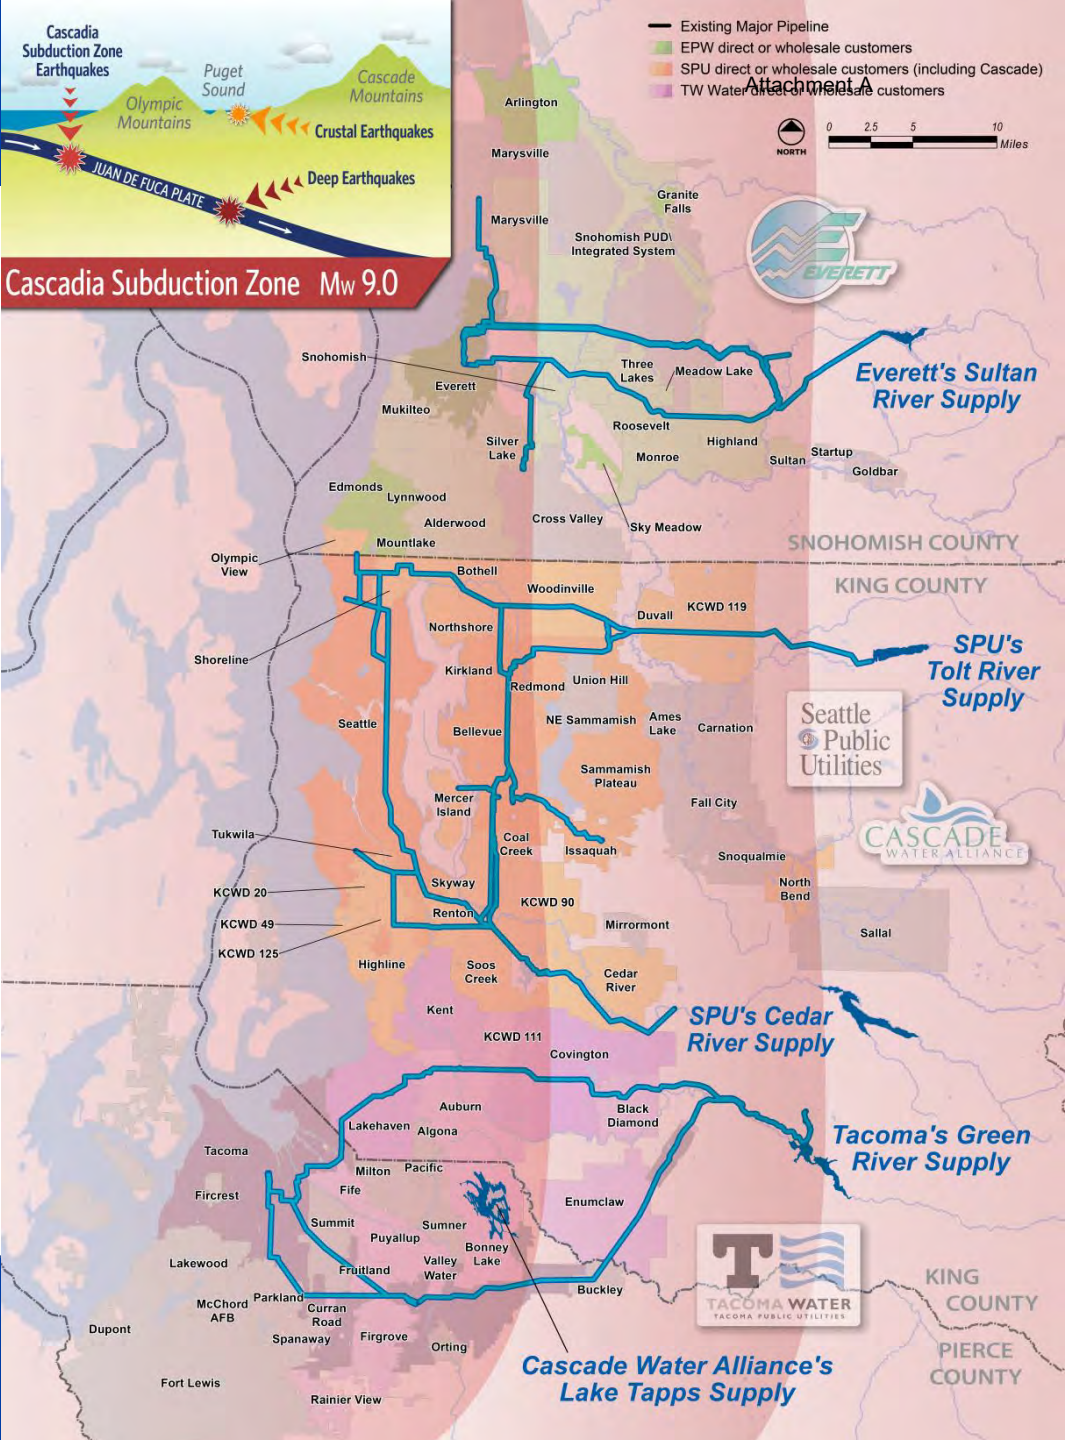 Cascadia
Subduction Zone
Earthquakes
Olympic
Mountains
Puget
Sound
Cascade
Mountains
Crustal Earthquakes
Deep Earthquakes
JUAN DE FUCA PLATE
Cascadia Subduction Zone Mw 9.0
Existing Major Pipeline
EPW direct or wholesale customers
SPU direct or wholesale customers (including Cascade)
Attachment A
TW Water direct or wholesale customers
NORTH
0 2.5 5 10
Miles
Arlington
Marysville
Granite
Falls
Marysville
Snohomish PUD\
Integrated System
EVERETT
Snohomish
Three
Lakes
Meadow Lake
Everett's Sultan
River Supply
Everett
Mukilteo
Roosevelt
Silver
Lake
Highland
Monroe
Sultan
Startup
Goldbar
Edmonds
Lynnwood
Alderwood
Cross Valley
Sky Meadow
Mountlake
SNOHOMISH COUNTY
KING COUNTY
Olympic
View
Bothell
Woodinville
Duvall
KCWD 119
Northshore
Shoreline
Kirkland
SPU's
Tolt River
Supply
Redmond
Union Hill
Seattle
Bellevue
NE Sammamish
Ames
Lake
Carnation
Seattle
Public
Utilities
Sammamish
Plateau
Mercer
Island
Fall City
CASCADE
WATER ALLIANCE
Tukwila
Coal
Creek
Issaquah
Snoqualmie
KCWD 20
Skyway
North
Bend
KCWD 90
Renton
KCWD 49
Mirrormont
Sallal
KCWD 125
Highline
Soos
Creek
Cedar
River
Kent
SPU's Cedar
River Supply
KCWD 111
Covington
Auburn
Black
Diamond
Lakehaven
Algona
Tacoma's Green
River Supply
Tacoma
Milton
Pacific
Fife
Fircrest
Enumclaw
Summit
Sumner
Puyallup
Bonney
Lake
Lakewood
Fruitland
Valley
Water
T
TACOMA WATER
TACOMA PUBLIC UTILITIES
KING
COUNTY
Buckley
McChord
AFB
Parkland
Curran
Road
Dupont
Spanaway
Firgrove
Orting
PIERCE
COUNTY
Cascade Water Alliance's
Lake Tapps Supply
Fort Lewis
Rainier View